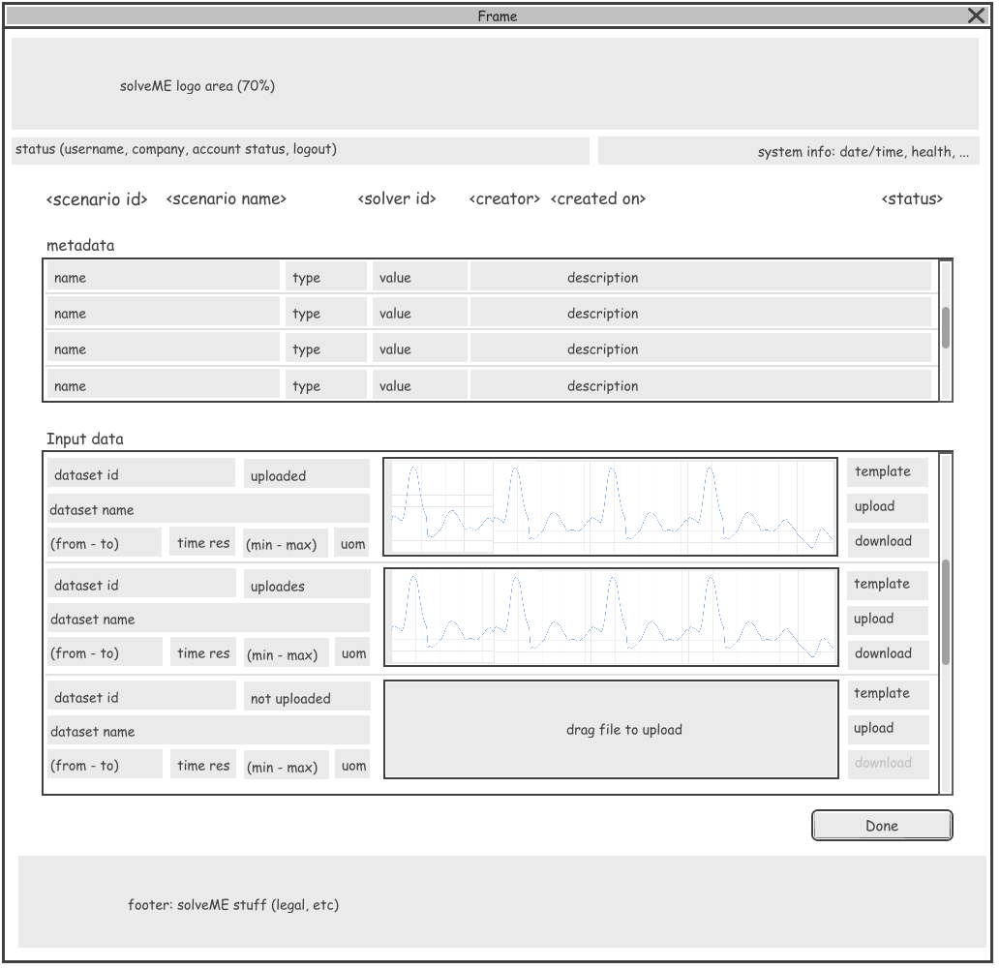 Frame
solveME logo area (70%)
status (username, company, account status, logout)
system info: date/time, health, ...
<scenario id> <scenario name> <solver id> <creator> <created on> <status>
metadata
name type value description
name type value description
name type value description
name type value description
Input data
dataset id uploaded template
dataset name upload
(from - to) time res (min - max) uom download
dataset id uploades template
dataset name upload
(from - to) time res (min - max) uom download
dataset id not uploaded template
dataset name drag file to upload upload
(from - to) time res (min - max) uom download
Done
footer: solveME stuff (legal, etc)